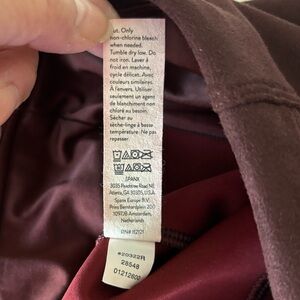 ut. Only
non-chlorine bleach
when needed.
Tumble dry low. Do
not iron. Laver à
froid en machine,
cycle délicat. Avec
couleurs similaires.
À l'envers. Utiliser
seulement un agent
de blanchiment non
chloré au besoin.
Sécher au
sèche-linge à basse
température. Ne pas
repasser.
SPANX
3035 Peachtree Road NE
Atlanta, GA 30305, U.S.A.
Spanx Europe B.V.
Prins Bernhardplein 200
1097JB Amsterdam,
Netherlands
#20322R
28548